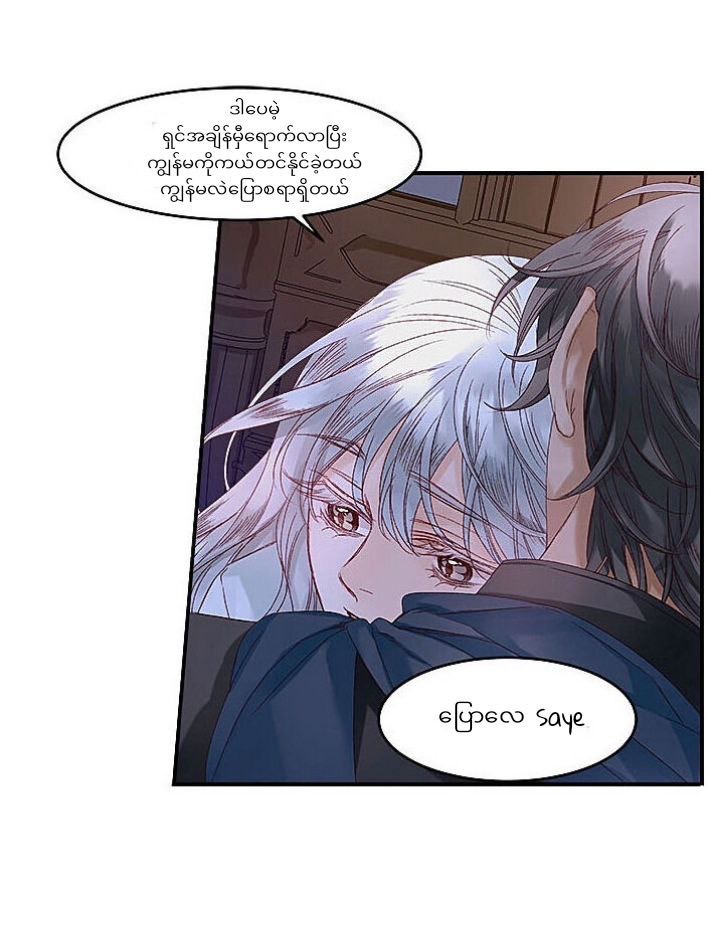 ဒါပေမဲ့
ရှင်အချိန်မှီရောက်လာပြီး
ကျွန်မကိုကယ်တင်နိုင်ခဲ့တယ်
ကျွန်မလဲပြောစရာရှိတယ်
ပြောလေ Saye